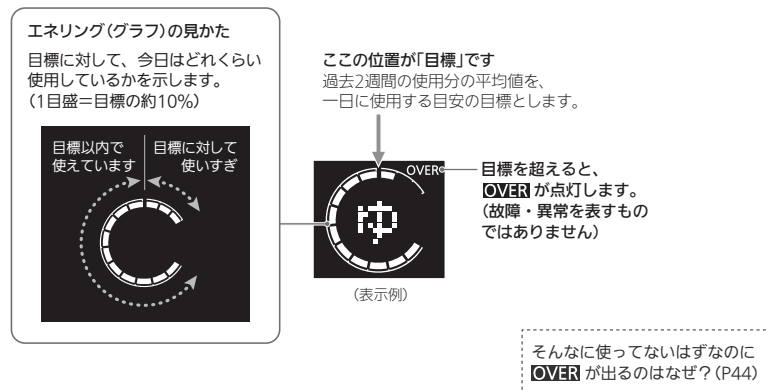 エネリング(グラフ)の見かた
目標に対して、今日はどれくらい
使用しているかを示します。
(1目盛=目標の約10%)
目標以内で
使えています
目標に対して
使いすぎ
ここの位置が「目標」です
過去2週間の使用分の平均値を、
一日に使用する目安の目標とします。
OVER
ゆ
(表示例)
目標を超えると、
OVER が点灯します。
(故障・異常を表すもの
ではありません)
そんなに使ってないはずなのに
OVER が出るのはなぜ?(P44)